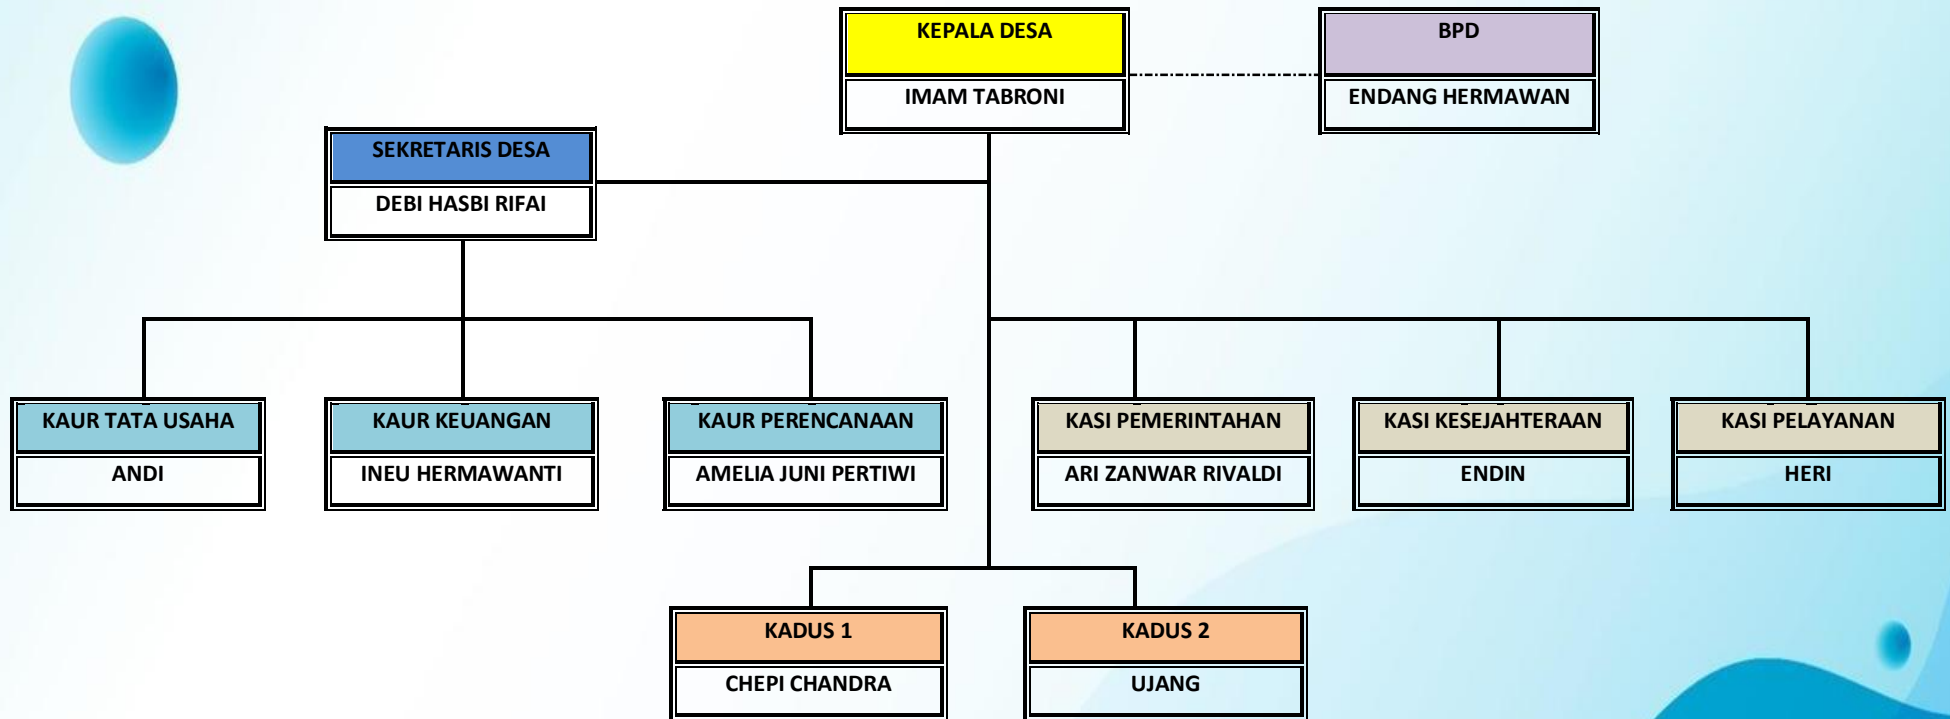 KEPALA DESA
IMAM TABRONI
BPD
ENDANG HERMAWAN
SEKRETARIS DESA
DEBI HASBI RIFAI
KAUR TATA USAHA
ANDI
KAUR KEUANGAN
INEU HERMAWANTI
KAUR PERENCANAAN
AMELIA JUNI PERTIWI
KASI PEMERINTAHAN
ARI ZANWAR RIVALDI
KASI KESEJAHTERAAN
ENDIN
KASI PELAYANAN
HERI
KADUS 1
CHEPI CHANDRA
KADUS 2
UJANG